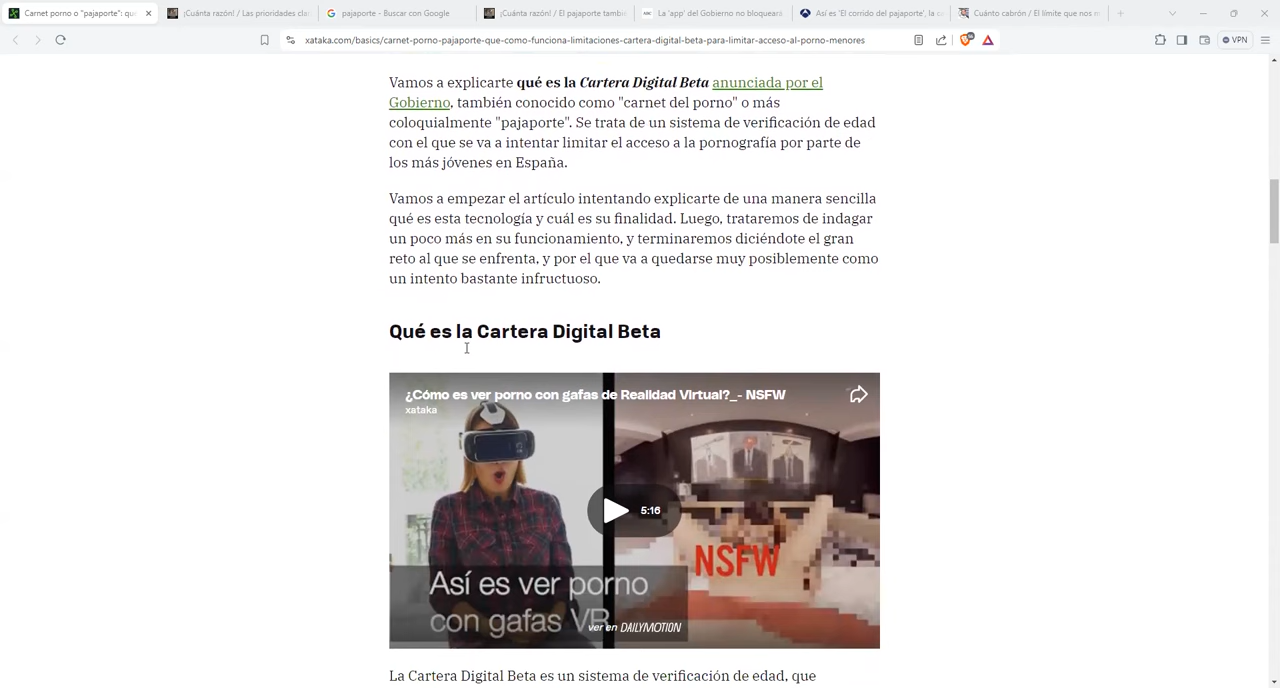 Carnet porno o "pajaporte": qu
¡Cuánta razón! / Las prioridades cla
pajaporte - Buscar con Google
¡Cuánta razón! / El pajaporte tambi
ABC La 'app' del Gobierno no bloqueará
Así es 'El corrido del pajaporte', la c
Cuánto cabrón / El límite que nos m
xataka.com/basics/carnet-porno-pajaporte-que-como-funciona-limitaciones-cartera-digital-beta-para-limitar-acceso-al-porno-menores
VPN
Vamos a explicarte qué es la Cartera Digital Beta anunciada por el
Gobierno, también conocido como "carnet del porno" o más
coloquialmente "pajaporte". Se trata de un sistema de verificación de edad
con el que se va a intentar limitar el acceso a la pornografía por parte de
los más jóvenes en España.
Vamos a empezar el artículo intentando explicarte de una manera sencilla
qué es esta tecnología y cuál es su finalidad. Luego, trataremos de indagar
un poco más en su funcionamiento, y terminaremos diciéndote el gran
reto al que se enfrenta, y por el que va a quedarse muy posiblemente como
un intento bastante infructuoso.
Qué es la Cartera Digital Beta
¿Cómo es ver porno con gafas de Realidad Virtual?_- NSFW
xataka
5:16
NSFW
Así es ver porno
con gafas VR
ver en DAILYMOTION
La Cartera Digital Beta es un sistema de verificación de edad, que